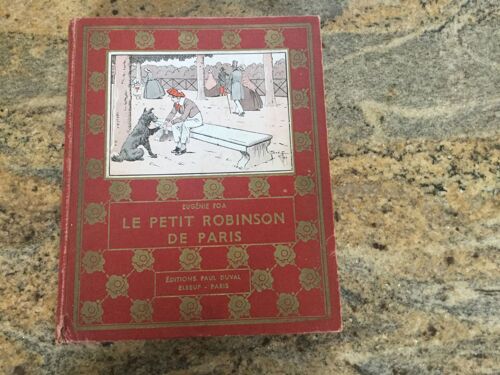 EUGÉNIE FOA
LE PETIT ROBINSON
DE PARIS
ÉDITIONS PAUL DUVAL
ELBEUF - PARIS